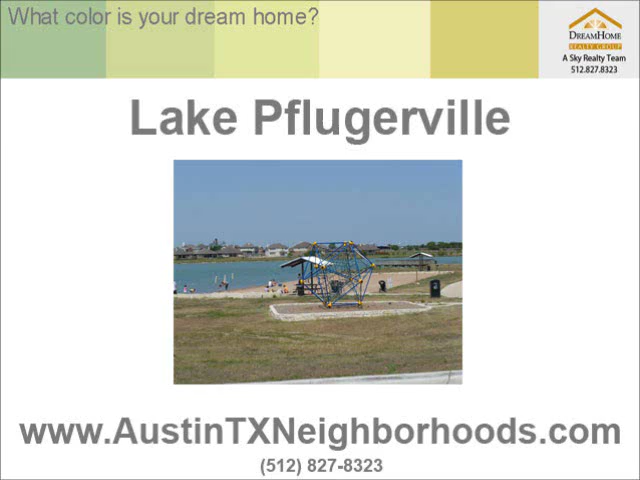 What color is your dream home?
DREAMHOME
REALTY GROUP
A Sky Realty Team
512.827.8323
Lake Pflugerville
www.AustinTXNeighborhoods.com
(512) 827-8323